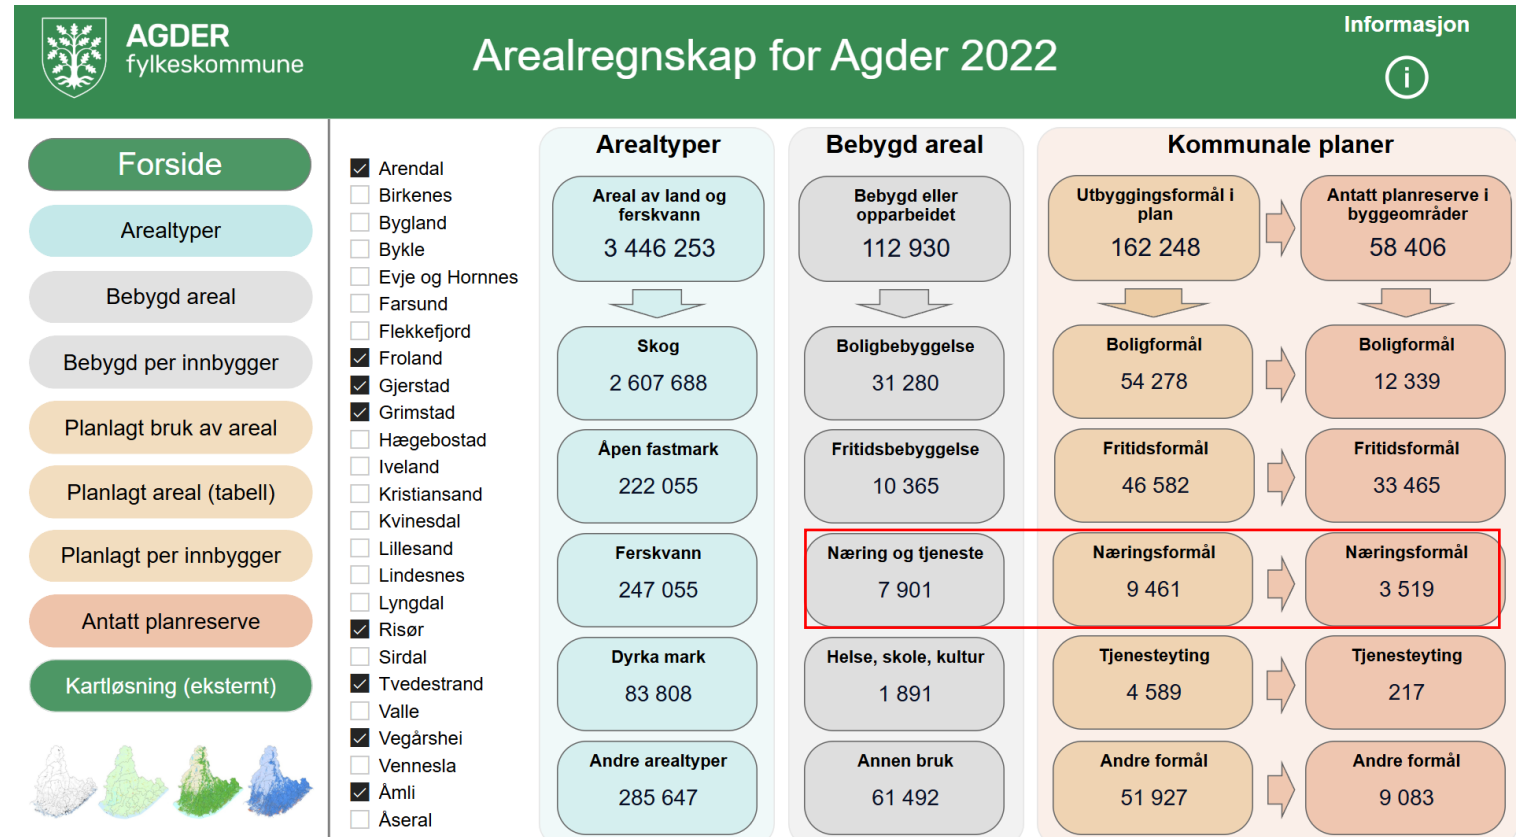 AGDER
fylkeskommune
Arealregnskap for Agder 2022
Informasjon
i
Forside
Arealtyper
Bebygd areal
Bebygd per innbygger
Planlagt bruk av areal
Planlagt areal (tabell)
Planlagt per innbygger
Antatt planreserve
Kartløsning (eksternt)
Arendal
Birkenes
Bygland
Bykle
Evje og Hornnes
Farsund
Flekkefjord
Froland
Gjerstad
Grimstad
Hægebostad
Iveland
Kristiansand
Kvinesdal
Lillesand
Lindesnes
Lyngdal
Risør
Sirdal
Tvedestrand
Valle
Vegårshei
Vennesla
Åmli
Åseral
Arealtyper
Areal av land og
ferskvann
3 446 253
Skog
2 607 688
Åpen fastmark
222 055
Ferskvann
247 055
Dyrka mark
83 808
Andre arealtyper
285 647
Bebygd areal
Bebygd eller
opparbeidet
112 930
Boligbebyggelse
31 280
Fritidsbebyggelse
10 365
Næring og tjeneste
7 901
Helse, skole, kultur
1 891
Annen bruk
61 492
Kommunale planer
Utbyggingsformål i
plan
162 248
Antatt planreserve i
byggeområder
58 406
Boligformål
54 278
Boligformål
12 339
Fritidsformål
46 582
Fritidsformål
33 465
Næringsformål
9 461
Næringsformål
3 519
Tjenesteyting
4 589
Tjenesteyting
217
Andre formål
51 927
Andre formål
9 083